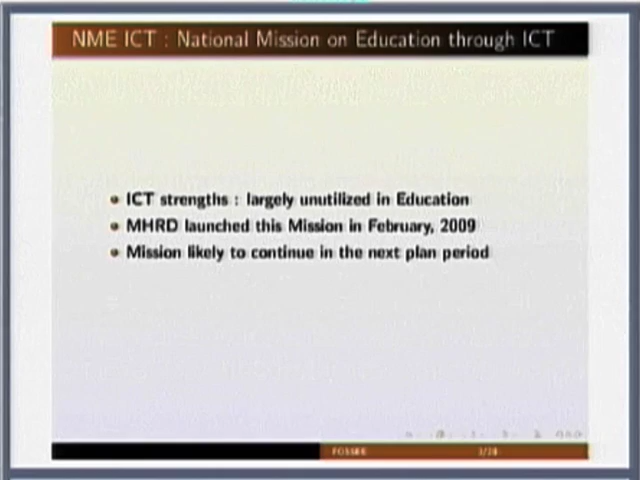 NME ICT : National Mission on Education through ICT
ICT strengths : largely unutilized in Education
MHRD launched this Mission in February, 2009
Mission likely to continue in the next plan period
FOSSEE